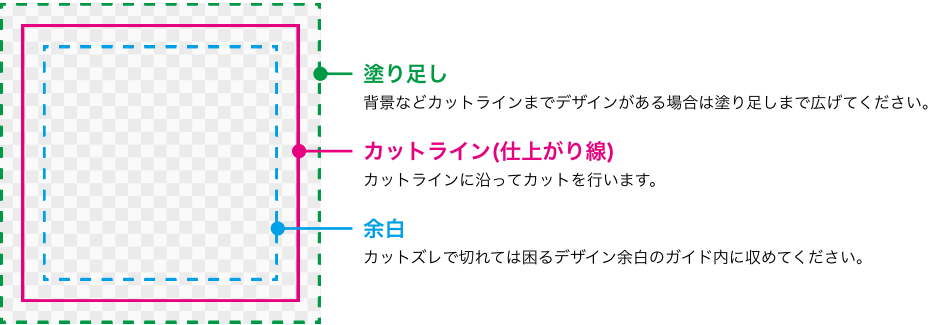 塗り足し
背景などカットラインまでデザインがある場合は塗り足しまで広げてください。
カットライン(仕上がり線)
カットラインに沿ってカットを行います。
余白
カットズレで切れては困るデザイン余白のガイド内に収めてください。